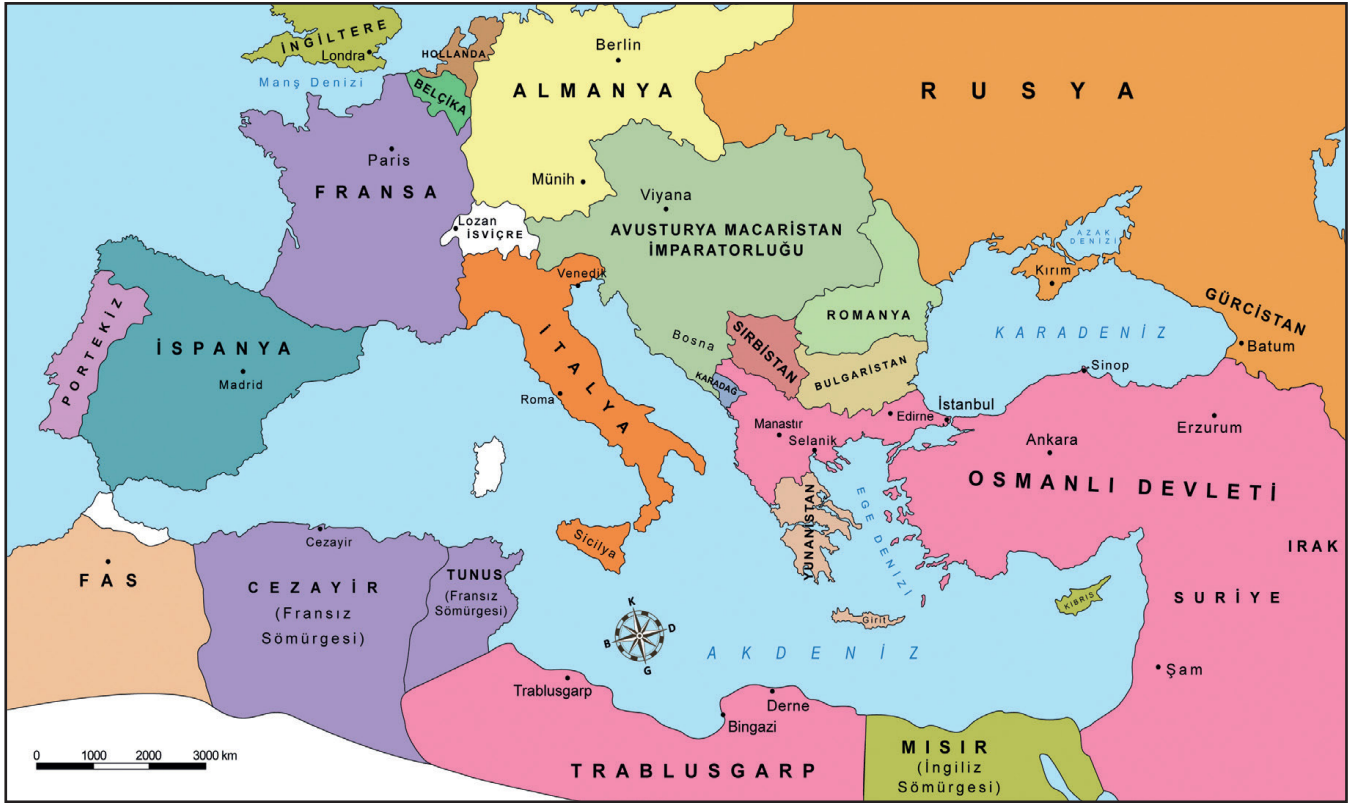 İNGİLTERE
Londra
Manş Denizi
HOLLANDA
BELÇİKA
Berlin
ALMANYA
Münih
RUSYA
Paris
FRANSA
Lozan
İSVİÇRE
Viyana
AVUSTURYA MACARİSTAN
İMPARATORLUĞU
AZAK
DENİZİ
Kırım
GÜRCİSTAN
Batum
KARADENİZ
Sinop
Venedik
İTALYA
Roma
Sicilya
Bosna
SIRBİSTAN
KARADAĞ
ROMANYA
BULGARİSTAN
PORTEKİZ
İSPANYA
Madrid
Manastır
Selanik
Edirne
İstanbul
Ankara
Erzurum
OSMANLI DEVLETİ
IRAK
SURİYE
Şam
YUNANİSTAN
EGE DENİZİ
Girit
KIBRIS
AKDENİZ
FAS
Cezayir
CEZAYİR
(Fransız
Sömürgesi)
TUNUS
(Fransız
Sömürgesi)
K
D
B
G
Trablusgarp
Bingazi
Derne
TRABLUSGARP
MISIR
(İngiliz
Sömürgesi)
0 1000 2000 3000 km